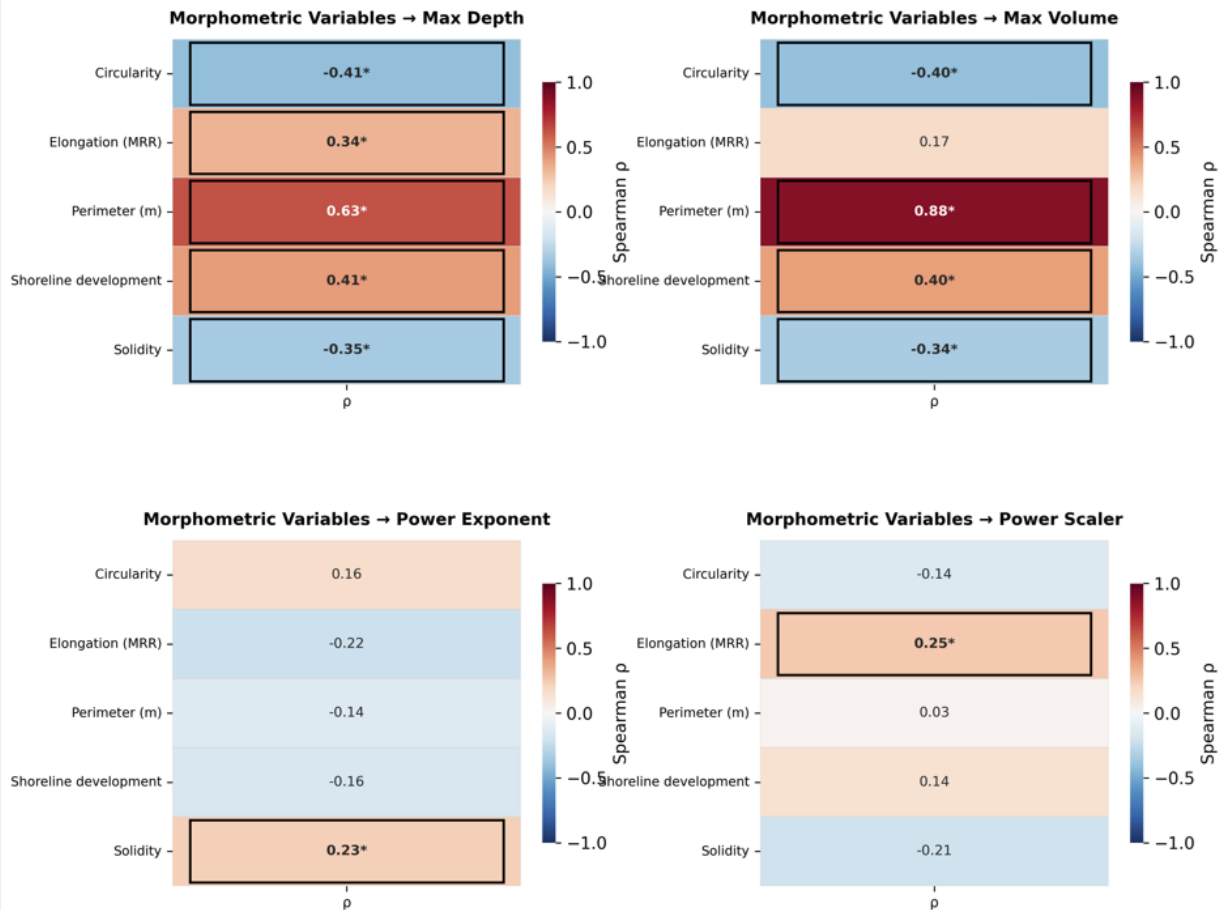 Morphometric Variables → Max Depth
Circularity
-0.41*
Elongation (MRR)
0.34*
Perimeter (m)
0.63*
Shoreline development
0.41*
Solidity
-0.35*
ρ
1.0
0.5
0.0
−0.5
−1.0
Spearman ρ
Morphometric Variables → Max Volume
Circularity
-0.40*
Elongation (MRR)
0.17
Perimeter (m)
0.88*
Shoreline development
0.40*
Solidity
-0.34*
ρ
1.0
0.5
0.0
−0.5
−1.0
Spearman ρ
Morphometric Variables → Power Exponent
Circularity
0.16
Elongation (MRR)
-0.22
Perimeter (m)
-0.14
Shoreline development
-0.16
Solidity
0.23*
ρ
1.0
0.5
0.0
−0.5
−1.0
Spearman ρ
Morphometric Variables → Power Scaler
Circularity
-0.14
Elongation (MRR)
0.25*
Perimeter (m)
0.03
Shoreline development
0.14
Solidity
-0.21
ρ
1.0
0.5
0.0
−0.5
−1.0
Spearman ρ